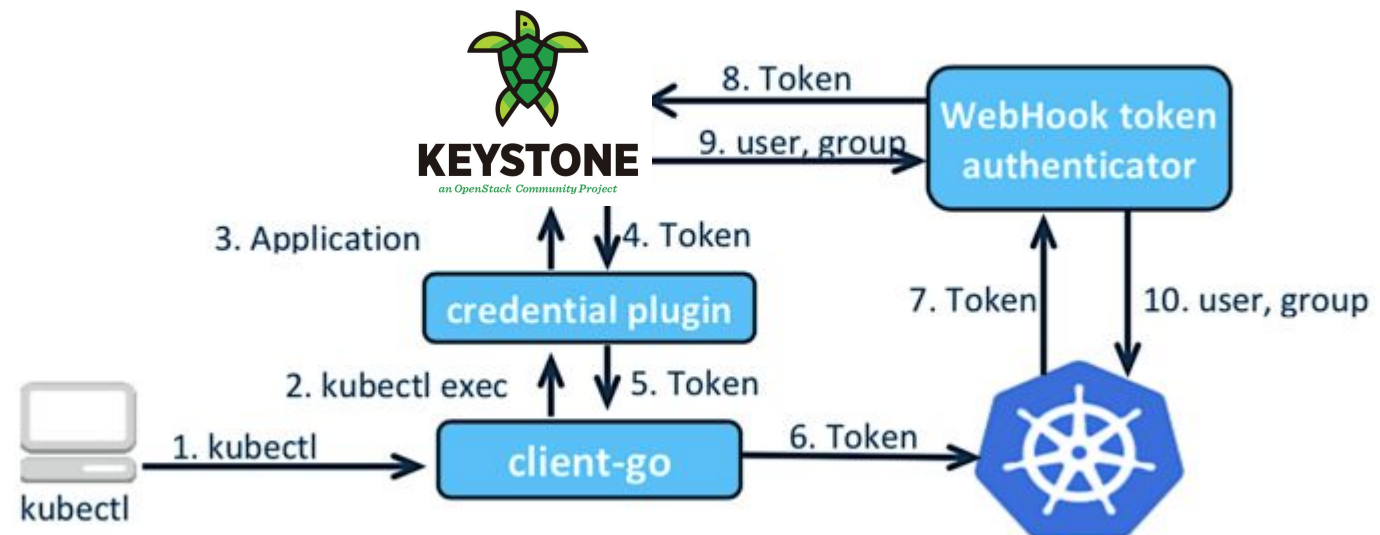 8. Token
WebHook token
authenticator
9. user, group
KEYSTONE
an OpenStack Community Project
3. Application
4. Token
credential plugin
7. Token
10. user, group
2. kubectl exec
5. Token
1. kubectl
client-go
6. Token
kubectl